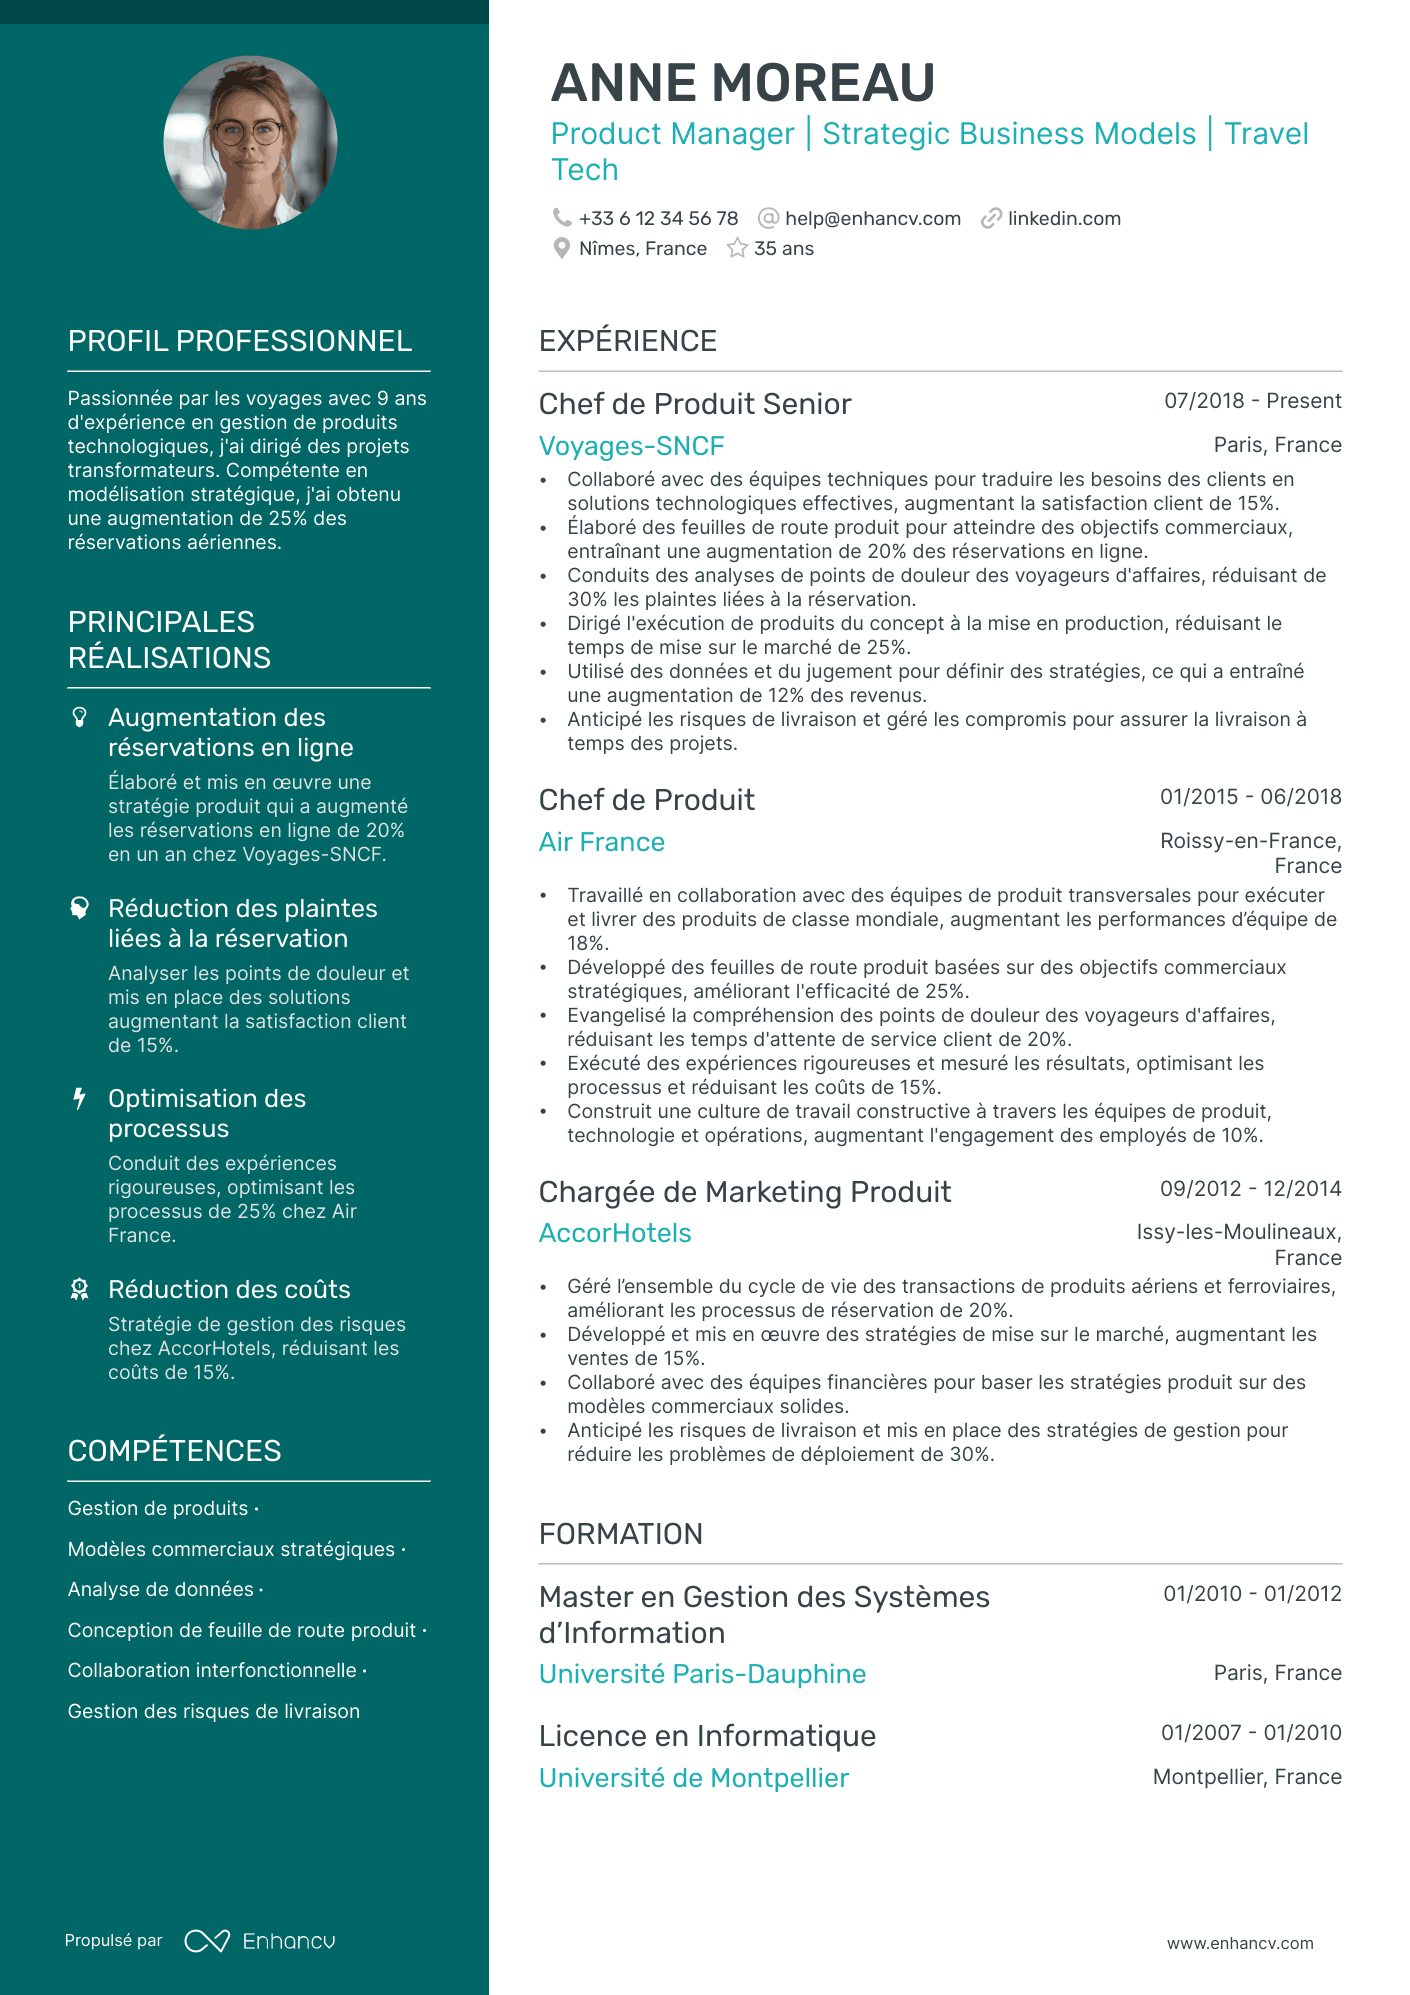 ANNE MOREAU
Product Manager | Strategic Business Models | Travel
Tech
+33 6 12 34 56 78 help@enhancv.com linkedin.com
Nîmes, France 35 ans
PROFIL PROFESSIONNEL
Passionnée par les voyages avec 9 ans
d'expérience en gestion de produits
technologiques, j'ai dirigé des projets
transformateurs. Compétente en
modélisation stratégique, j'ai obtenu
une augmentation de 25% des
réservations aériennes.
PRINCIPALES
RÉALISATIONS
Augmentation des
réservations en ligne
Élaboré et mis en œuvre une
stratégie produit qui a augmenté
les réservations en ligne de 20%
en un an chez Voyages-SNCF.
Réduction des plaintes
liées à la réservation
Analyser les points de douleur et
mis en place des solutions
augmentant la satisfaction client
de 15%.
Optimisation des
processus
Conduit des expériences
rigoureuses, optimisant les
processus de 25% chez Air
France.
Réduction des coûts
Stratégie de gestion des risques
chez AccorHotels, réduisant les
coûts de 15%.
COMPÉTENCES
Gestion de produits ·
Modèles commerciaux stratégiques ·
Analyse de données ·
Conception de feuille de route produit ·
Collaboration interfonctionnelle ·
Gestion des risques de livraison
EXPÉRIENCE
Chef de Produit Senior 07/2018 - Present
Voyages-SNCF Paris, France
• Collaboré avec des équipes techniques pour traduire les besoins des clients en
solutions technologiques effectives, augmentant la satisfaction client de 15%.
• Élaboré des feuilles de route produit pour atteindre des objectifs commerciaux,
entraînant une augmentation de 20% des réservations en ligne.
• Conduits des analyses de points de douleur des voyageurs d'affaires, réduisant de
30% les plaintes liées à la réservation.
• Dirigé l'exécution de produits du concept à la mise en production, réduisant le
temps de mise sur le marché de 25%.
• Utilisé des données et du jugement pour définir des stratégies, ce qui a entraîné
une augmentation de 12% des revenus.
• Anticipé les risques de livraison et géré les compromis pour assurer la livraison à
temps des projets.
Chef de Produit 01/2015 - 06/2018
Air France Roissy-en-France,
France
• Travaillé en collaboration avec des équipes de produit transversales pour exécuter
et livrer des produits de classe mondiale, augmentant les performances d’équipe de
18%.
• Développé des feuilles de route produit basées sur des objectifs commerciaux
stratégiques, améliorant l'efficacité de 25%.
• Evangelisé la compréhension des points de douleur des voyageurs d'affaires,
réduisant les temps d'attente de service client de 20%.
• Exécuté des expériences rigoureuses et mesuré les résultats, optimisant les
processus et réduisant les coûts de 15%.
• Construit une culture de travail constructive à travers les équipes de produit,
technologie et opérations, augmentant l'engagement des employés de 10%.
Chargée de Marketing Produit 09/2012 - 12/2014
AccorHotels Issy-les-Moulineaux,
France
• Géré l’ensemble du cycle de vie des transactions de produits aériens et ferroviaires,
améliorant les processus de réservation de 20%.
• Développé et mis en œuvre des stratégies de mise sur le marché, augmentant les
ventes de 15%.
• Collaboré avec des équipes financières pour baser les stratégies produit sur des
modèles commerciaux solides.
• Anticipé les risques de livraison et mis en place des stratégies de gestion pour
réduire les problèmes de déploiement de 30%.
FORMATION
Master en Gestion des Systèmes 01/2010 - 01/2012
d’Information
Université Paris-Dauphine Paris, France
Licence en Informatique 01/2007 - 01/2010
Université de Montpellier Montpellier, France
Propulsé par Enhancv
www.enhancv.com